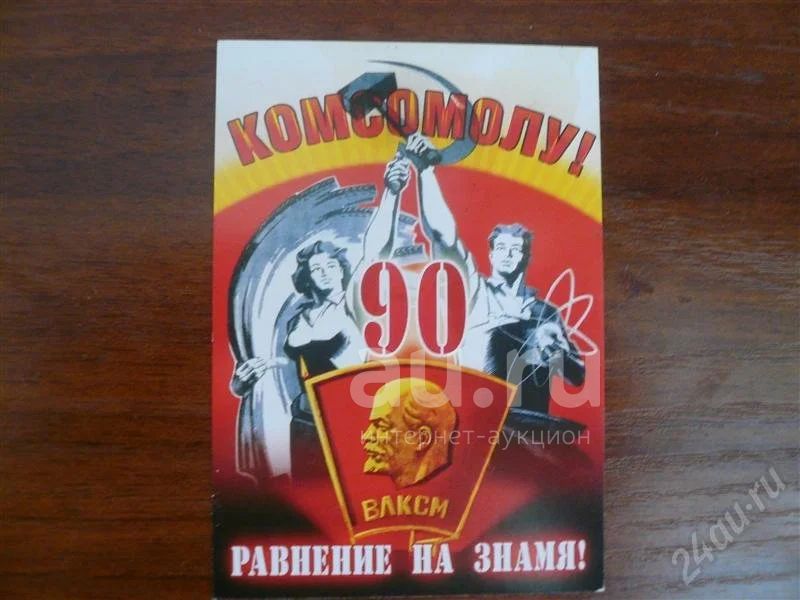 КОМСОМОЛУ!
90
au.ru
интернет-аукцион
ВЛКСМ
РАВНЕНИЕ НА ЗНАМЯ!
24au.ru